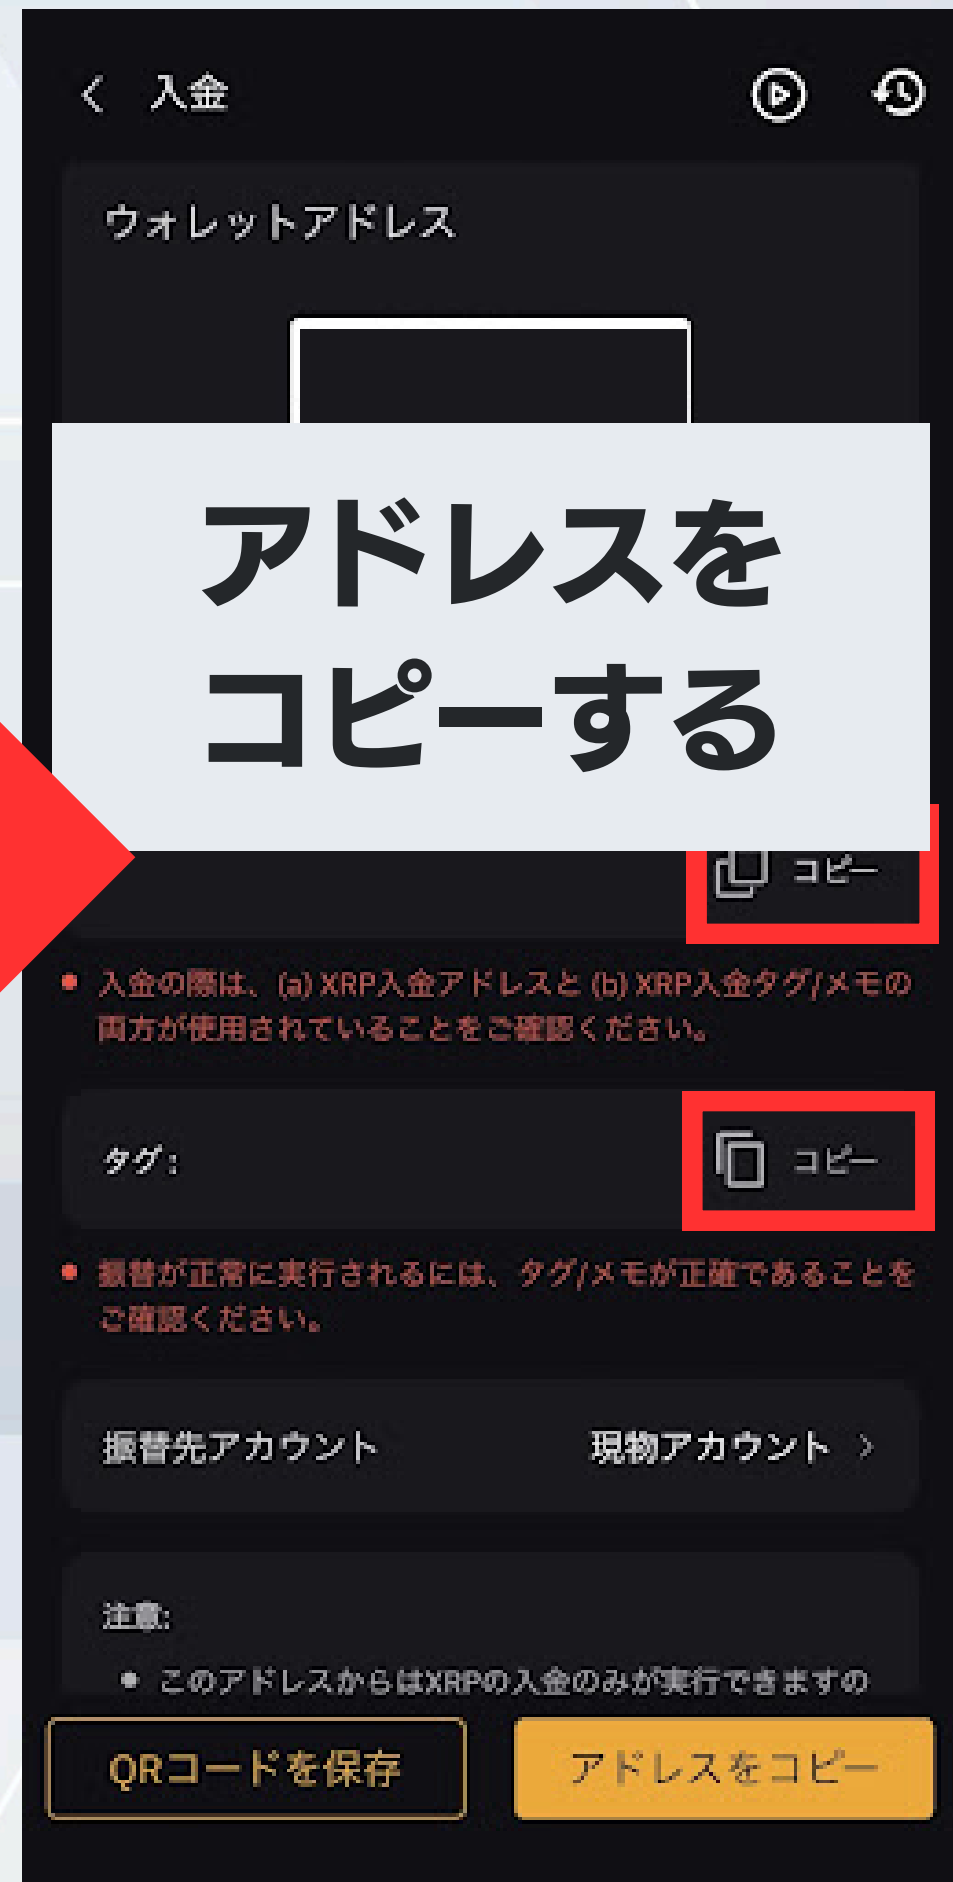 入金
ウォレットアドレス
アドレスを
コピーする
コピー
入金の際は、(a) XRP入金アドレスと (b) XRP入金タグ/メモの
両方が使用されていることをご確認ください。
タグ:
コピー
振替が正常に実行されるには、タグ/メモが正確であることを
ご確認ください。
振替先アカウント
現物アカウント
注意:
このアドレスからはXRPの入金のみが実行できますの
QRコードを保存
アドレスをコピー